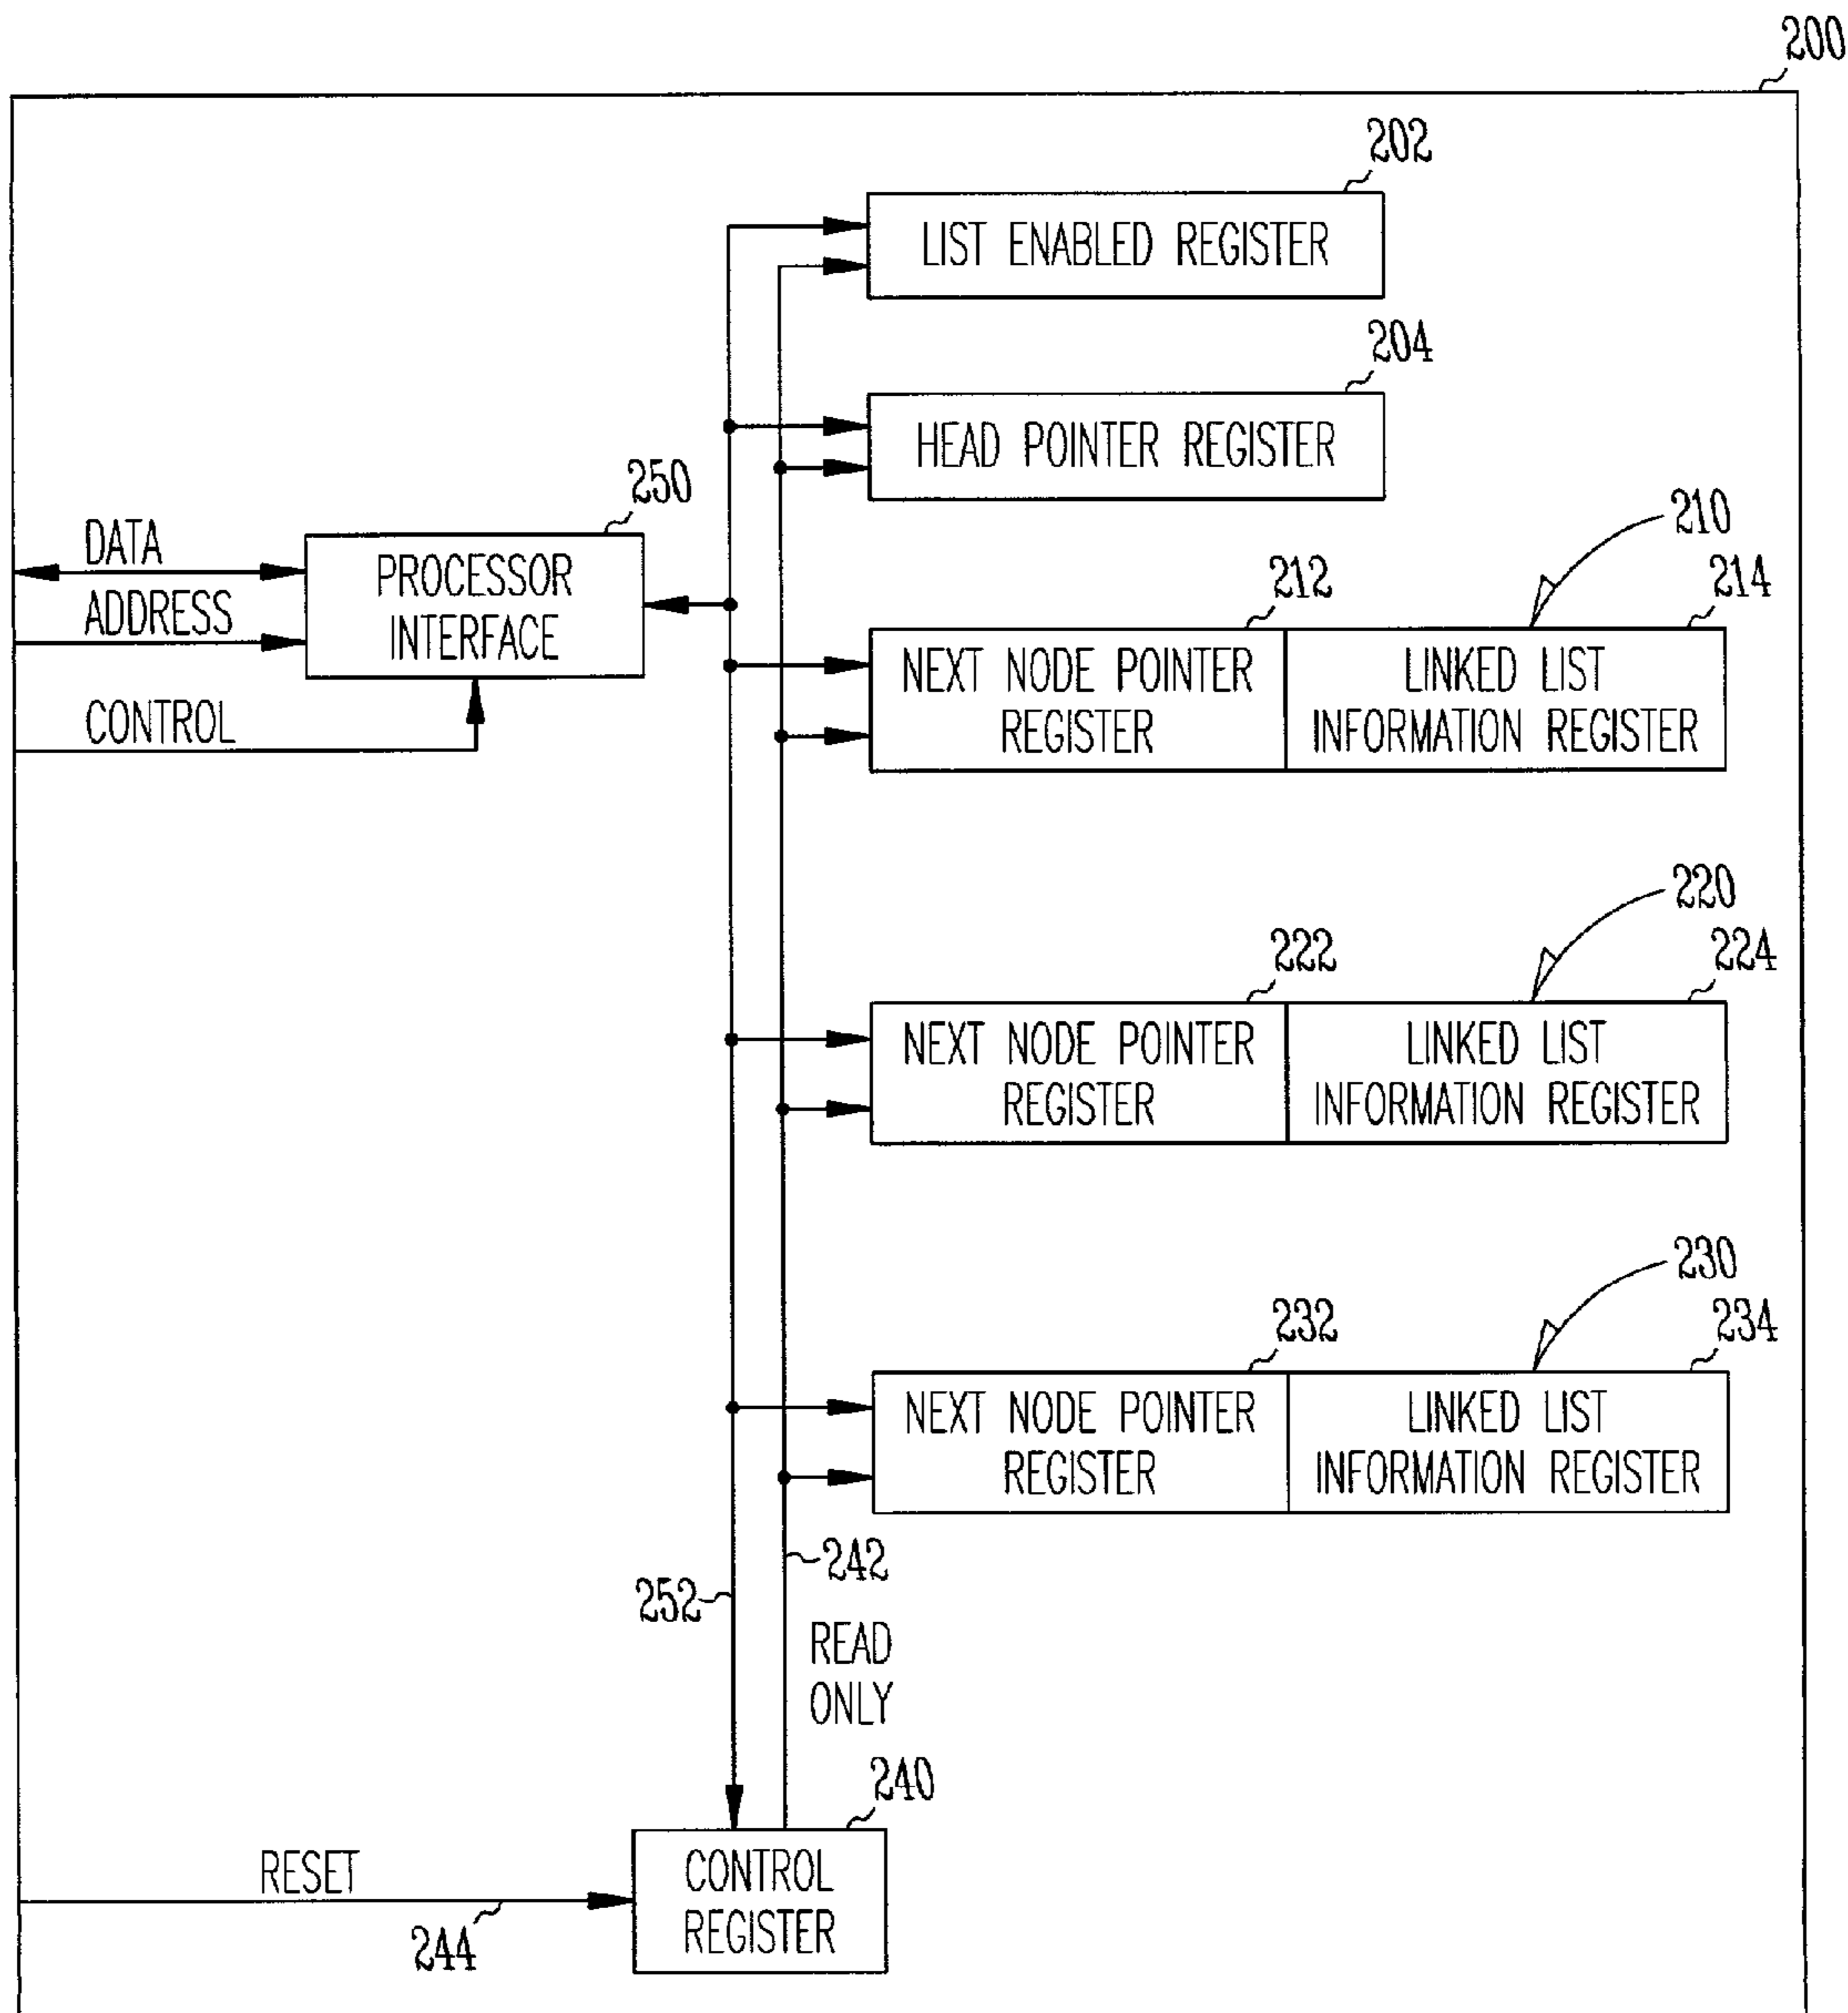 200
202
LIST ENABLED REGISTER
204
HEAD POINTER REGISTER
250
PROCESSOR
INTERFACE
DATA
ADDRESS
CONTROL
210
212
214
NEXT NODE POINTER
REGISTER
LINKED LIST
INFORMATION REGISTER
220
222
224
NEXT NODE POINTER
REGISTER
LINKED LIST
INFORMATION REGISTER
230
232
234
NEXT NODE POINTER
REGISTER
LINKED LIST
INFORMATION REGISTER
242
252
READ
ONLY
240
CONTROL
REGISTER
RESET
244